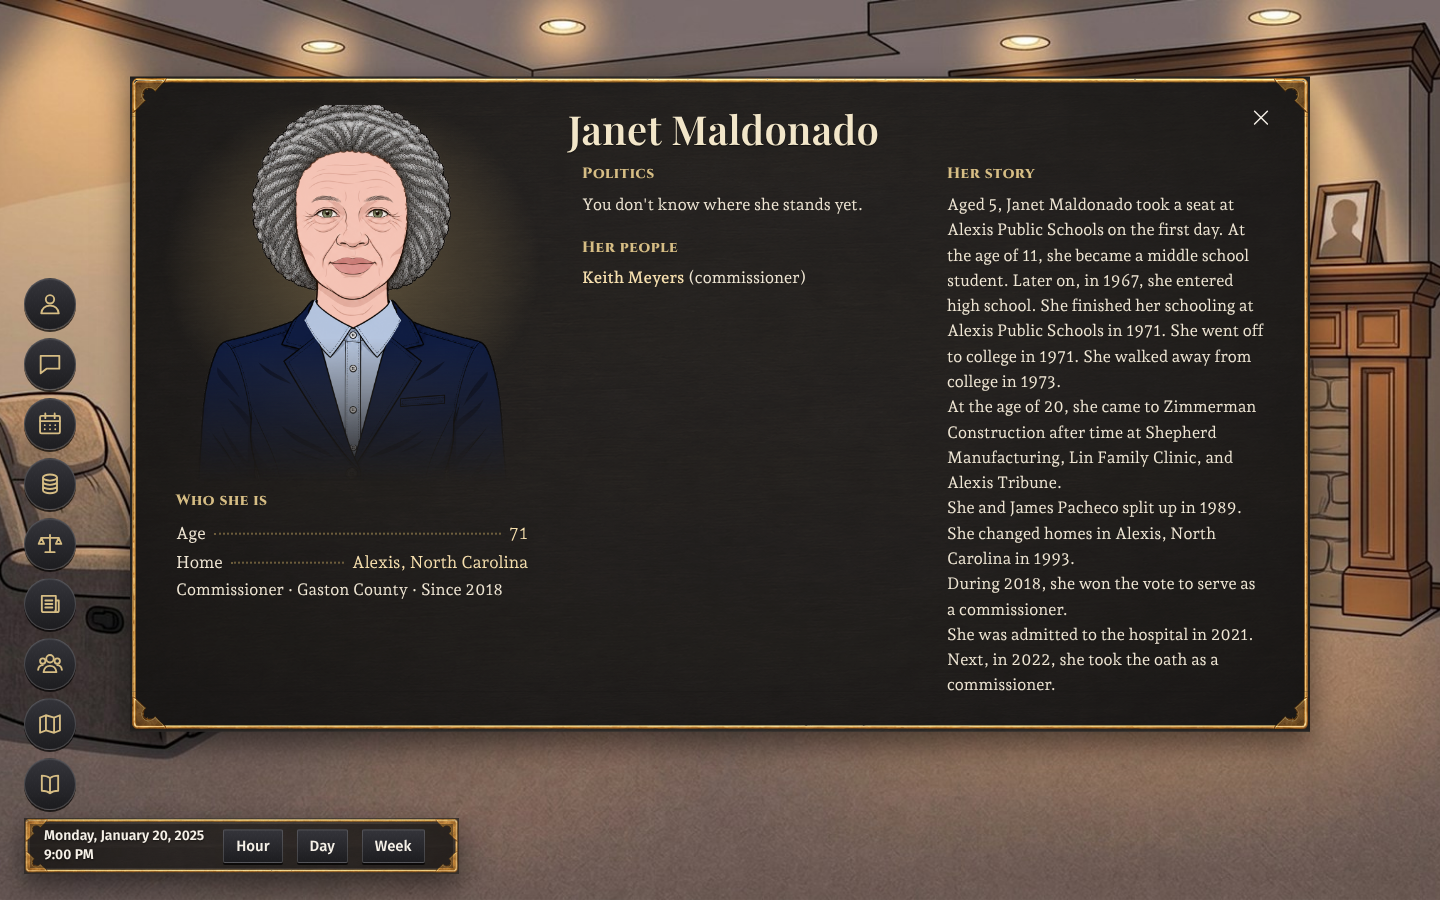 Janet Maldonado
Politics
You don't know where she stands yet.
Her people
Keith Meyers (commissioner)
Her story
Aged 5, Janet Maldonado took a seat at
Alexis Public Schools on the first day. At
the age of 11, she became a middle school
student. Later on, in 1967, she entered
high school. She finished her schooling at
Alexis Public Schools in 1971. She went off
to college in 1971. She walked away from
college in 1973.
At the age of 20, she came to Zimmerman
Construction after time at Shepherd
Manufacturing, Lin Family Clinic, and
Alexis Tribune.
She and James Pacheco split up in 1989.
She changed homes in Alexis, North
Carolina in 1993.
During 2018, she won the vote to serve as
a commissioner.
She was admitted to the hospital in 2021.
Next, in 2022, she took the oath as a
commissioner.
Who she is
Age 71
Home Alexis, North Carolina
Commissioner · Gaston County · Since 2018
Monday, January 20, 2025
9:00 PM
Hour Day Week